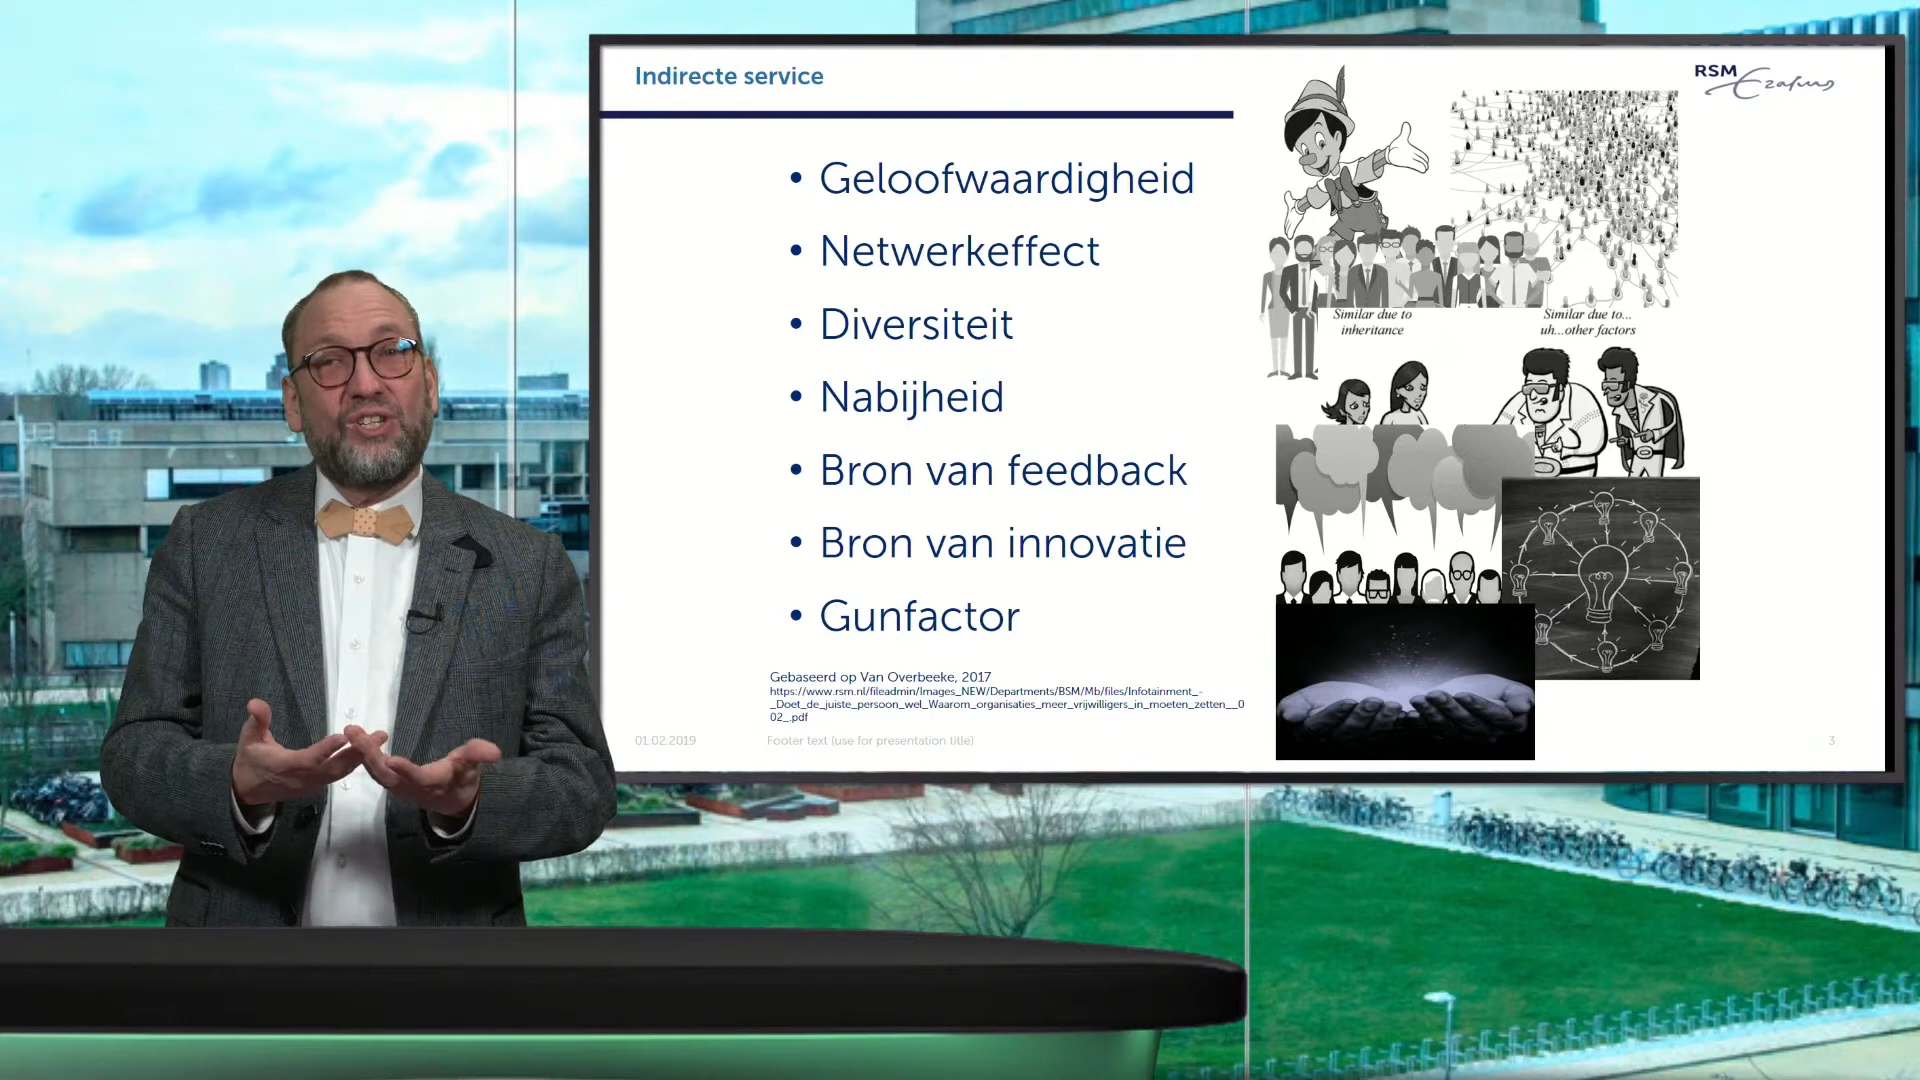 Indirecte service
RSM Erasmus
• Geloofwaardigheid
• Netwerkeffect
• Diversiteit
• Nabijheid
• Bron van feedback
• Bron van innovatie
• Gunfactor
Similar due to
inheritance
Similar due to...
uh...other factors
Gebaseerd op Van Overbeeke, 2017
https://www.rsm.nl/fileadmin/Images_NEW/Departments/BSM/Mb/files/Infotainment_-
_Doet_de_juiste_persoon_wel_Waarom_organisaties_meer_vrijwilligers_in_moeten_zetten__0
02_.pdf
01.02.2019
Footer text (use for presentation title)
3